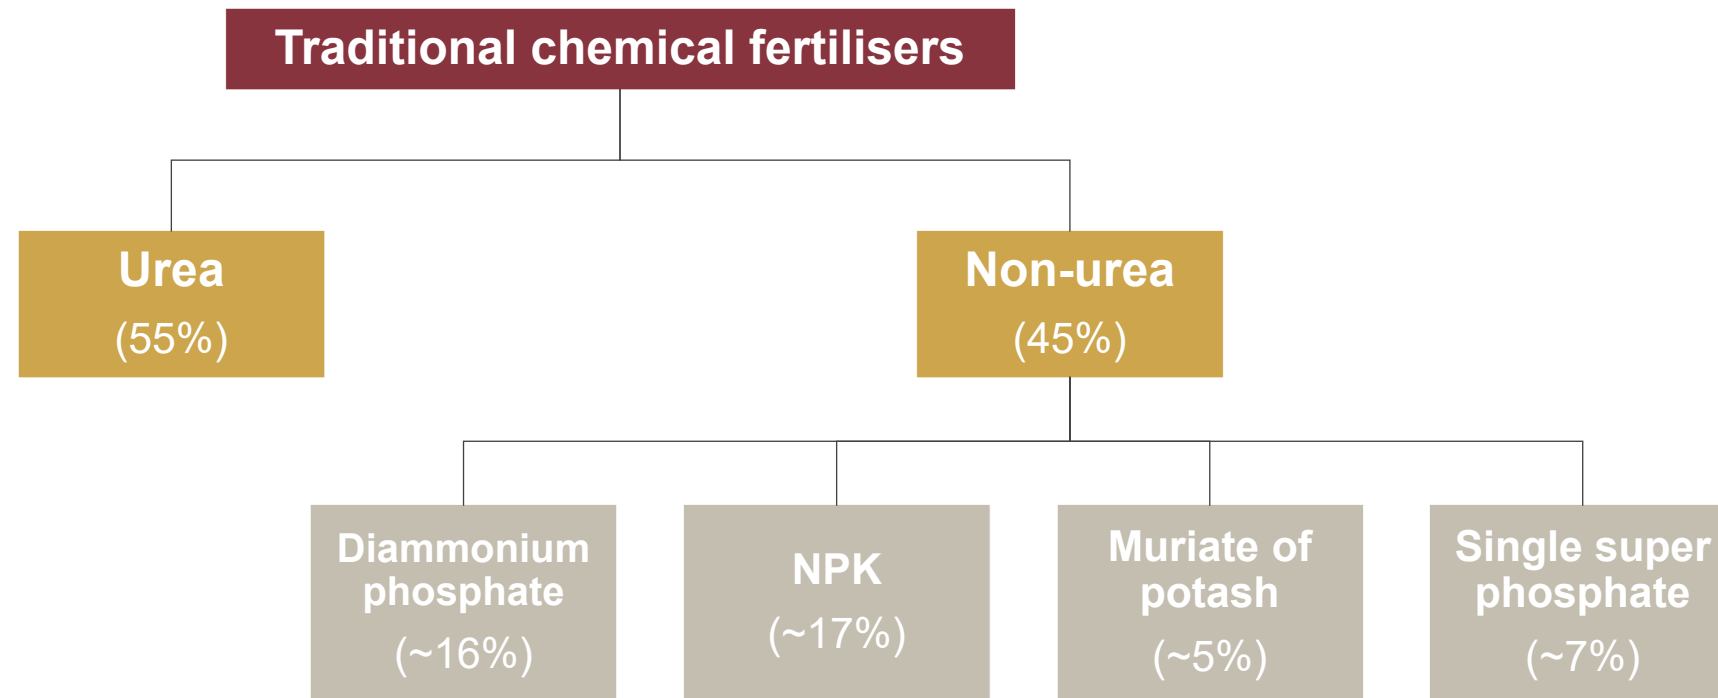 Traditional chemical fertilisers
Urea
(55%)
Non-urea
(45%)
Diammonium
phosphate
(~16%)
NPK
(~17%)
Muriate of
potash
(~5%)
Single super
phosphate
(~7%)